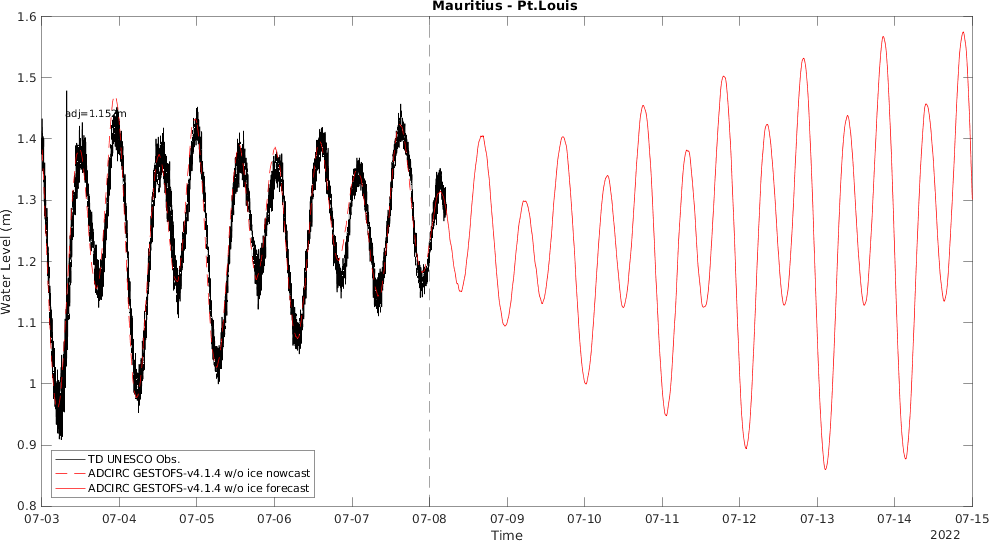 Mauritius - Pt.Louis
1.6
1.5
1.4
1.3
1.2
1.1
1
0.9
0.8
Water Level (m)
adj=1.152m
TD UNESCO Obs.
ADCIRC GESTOFS-v4.1.4 w/o ice nowcast
ADCIRC GESTOFS-v4.1.4 w/o ice forecast
07-03 07-04 07-05 07-06 07-07 07-08 07-09 07-10 07-11 07-12 07-13 07-14 07-15
Time
2022